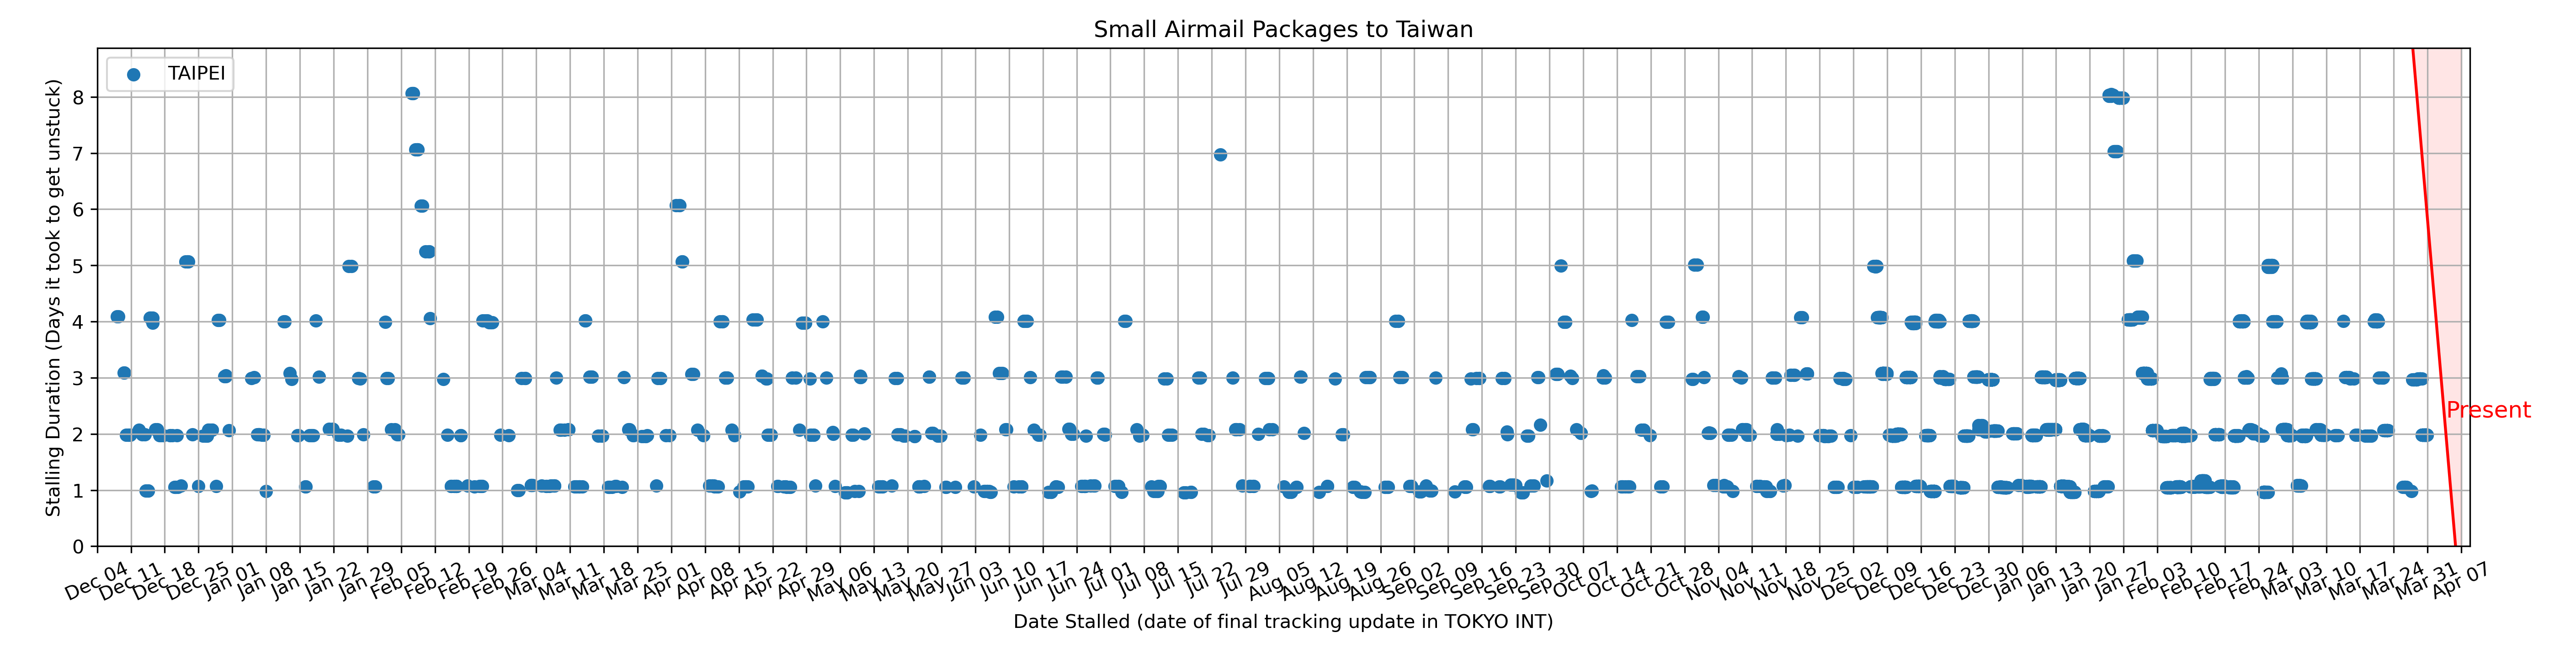 Small Airmail Packages to Taiwan
TAIPEI
Stalling Duration (Days it took to get unstuck)
8
7
6
5
4
3
2
1
0
Present
Dec 04 Dec 11 Dec 18 Dec 25 Jan 01 Jan 08 Jan 15 Jan 22 Jan 29 Feb 05 Feb 12 Feb 19 Feb 26 Mar 04 Mar 11 Mar 18 Mar 25 Apr 01 Apr 08 Apr 15 Apr 22 Apr 29 May 06 May 13 May 20 May 27 Jun 03 Jun 10 Jun 17 Jun 24 Jul 01 Jul 08 Jul 15 Jul 22 Jul 29 Aug 05 Aug 12 Aug 19 Aug 26 Sep 02 Sep 09 Sep 16 Sep 23 Sep 30 Oct 07 Oct 14 Oct 21 Oct 28 Nov 04 Nov 11 Nov 18 Nov 25 Dec 02 Dec 09 Dec 16 Dec 23 Dec 30 Jan 06 Jan 13 Jan 20 Jan 27 Feb 03 Feb 10 Feb 17 Feb 24 Mar 03 Mar 10 Mar 17 Mar 24 Mar 31 Apr 07
Date Stalled (date of final tracking update in TOKYO INT)